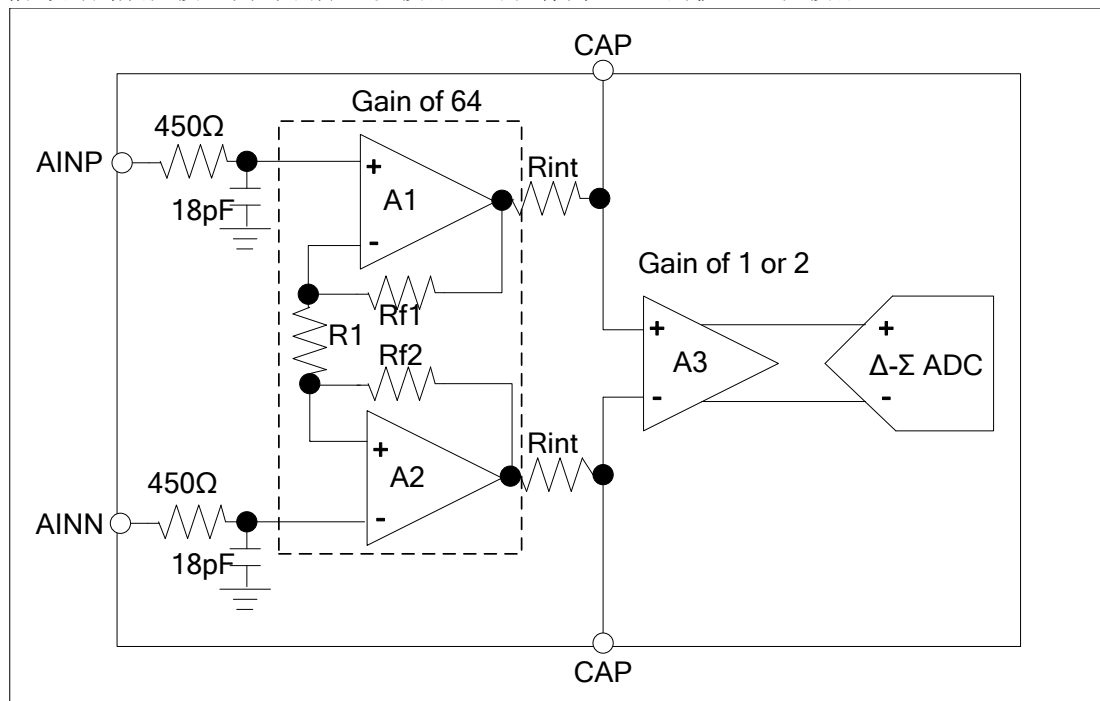 CAP
Gain of 64
450Ω
AINP
+
A1
-
18pF
Rint
Gain of 1 or 2
Rf1
R1
Rf2
+
A3
-
+
Δ-Σ ADC
-
+
A2
-
Rint
450Ω
AINN
18pF
CAP